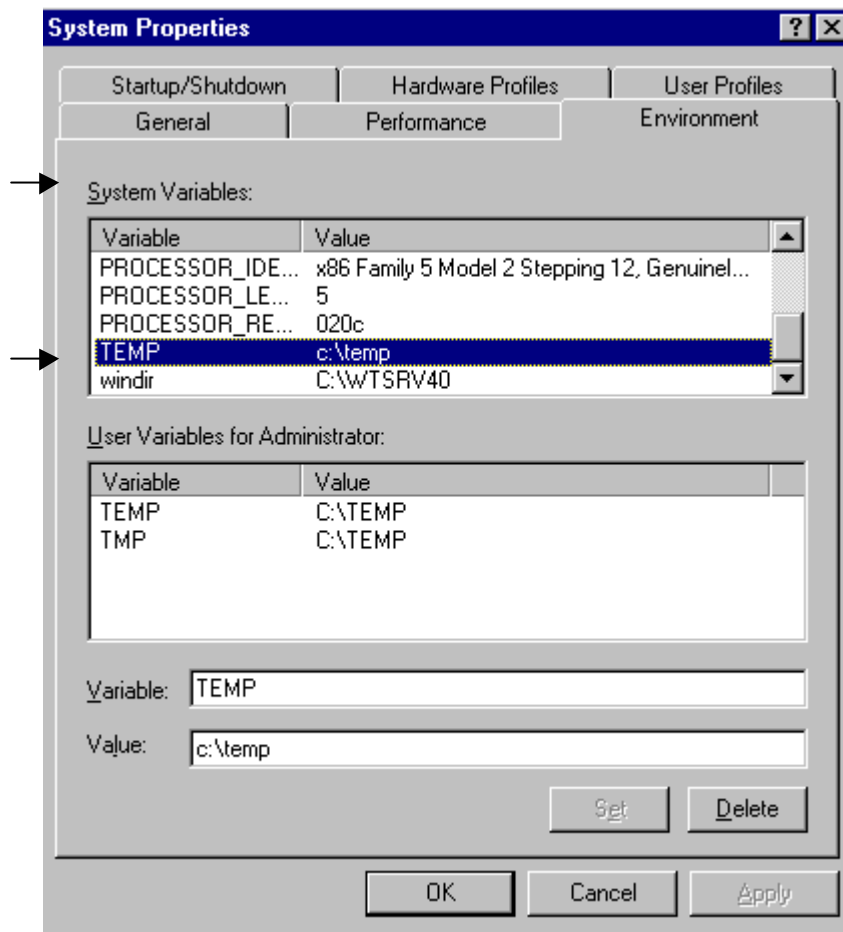 System Properties
Startup/Shutdown Hardware Profiles User Profiles
General Performance Environment
System Variables:
Variable Value
PROCESSOR_IDE... x86 Family 5 Model 2 Stepping 12, Genuinel...
PROCESSOR_LE... 5
PROCESSOR_RE... 020c
TEMP c:\temp
windir C:\WTSRV40
User Variables for Administrator:
Variable Value
TEMP C:\TEMP
TMP C:\TEMP
Variable: TEMP
Value: c:\temp
Set Delete
OK Cancel Apply